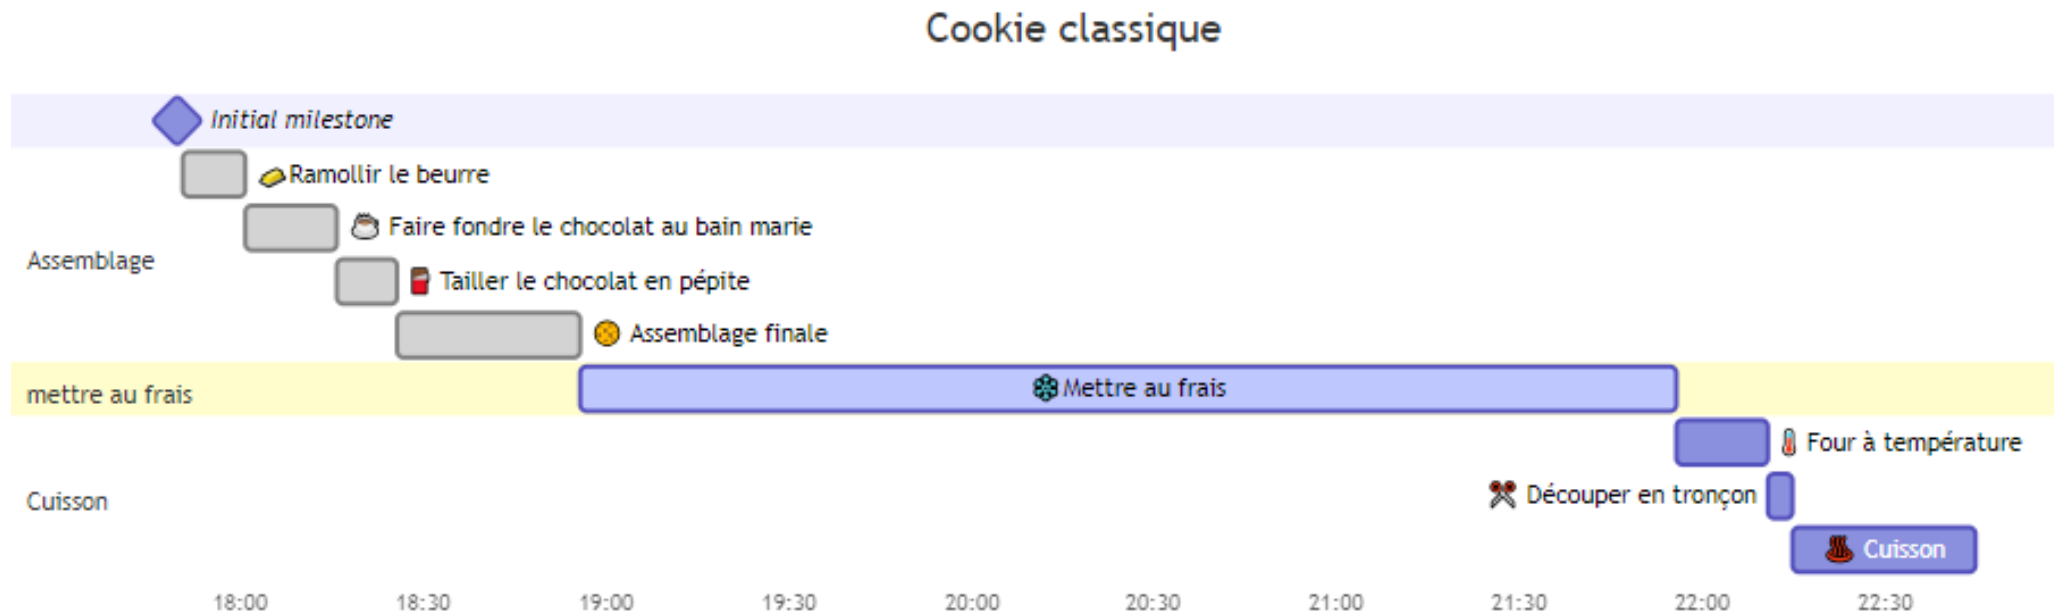 Cookie classique
Initial milestone
Ramollir le beurre
Faire fondre le chocolat au bain marie
Assemblage
Tailler le chocolat en pépite
Assemblage finale
mettre au frais
Mettre au frais
Four à température
Découper en tronçon
Cuisson
Cuisson
18:00 18:30 19:00 19:30 20:00 20:30 21:00 21:30 22:00 22:30